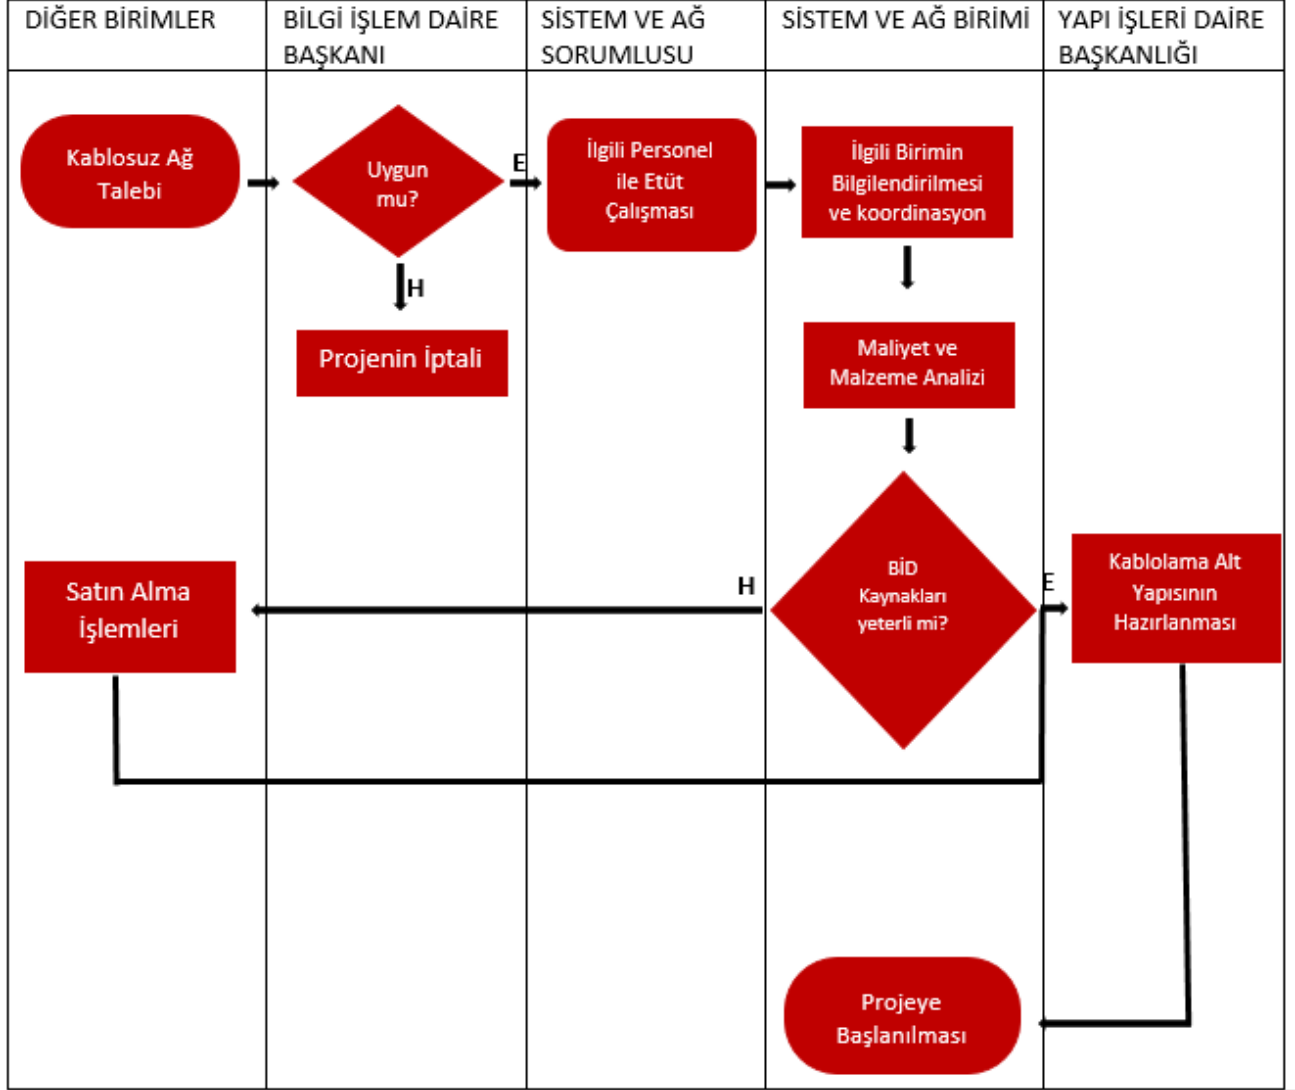 DİĞER BİRİMLER
BİLGİ İŞLEM DAİRE
BAŞKANI
SİSTEM VE AĞ
SORUMLUSU
SİSTEM VE AĞ BİRİMİ
YAPI İŞLERİ DAİRE
BAŞKANLIĞI
Kablosuz Ağ
Talebi
Uygun
mu?
E
İlgili Personel
ile Etüt
Çalışması
İlgili Birimin
Bilgilendirilmesi
ve koordinasyon
H
Projenin İptali
Maliyet ve
Malzeme Analizi
BİD
Kaynakları
yeterli mi?
H
E
Satın Alma
İşlemleri
Kablolama Alt
Yapısının
Hazırlanması
Projeye
Başlanılması